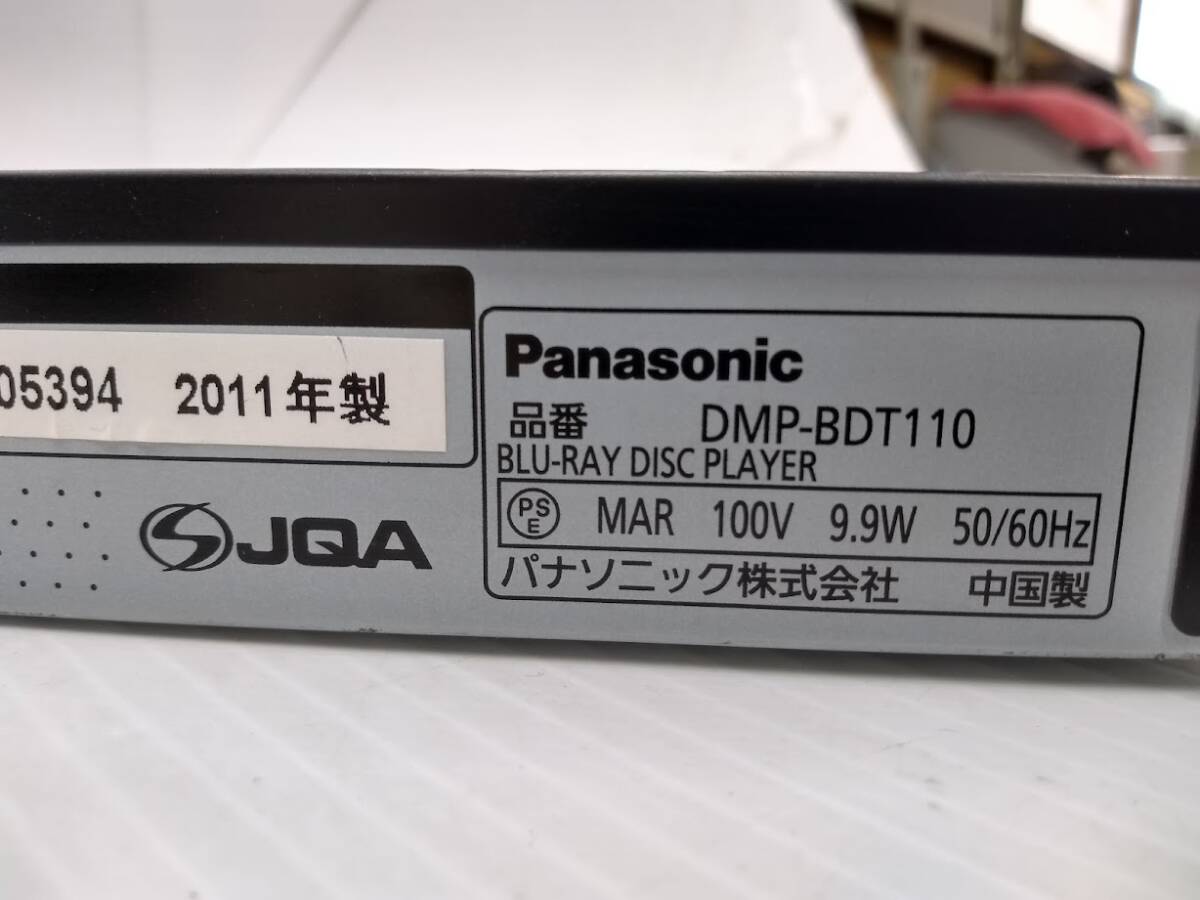 05394 2011年製
JQA
Panasonic
品番 DMP-BDT110
BLU-RAY DISC PLAYER
PSE MAR 100V 9.9W 50/60Hz
パナソニック株式会社 中国製